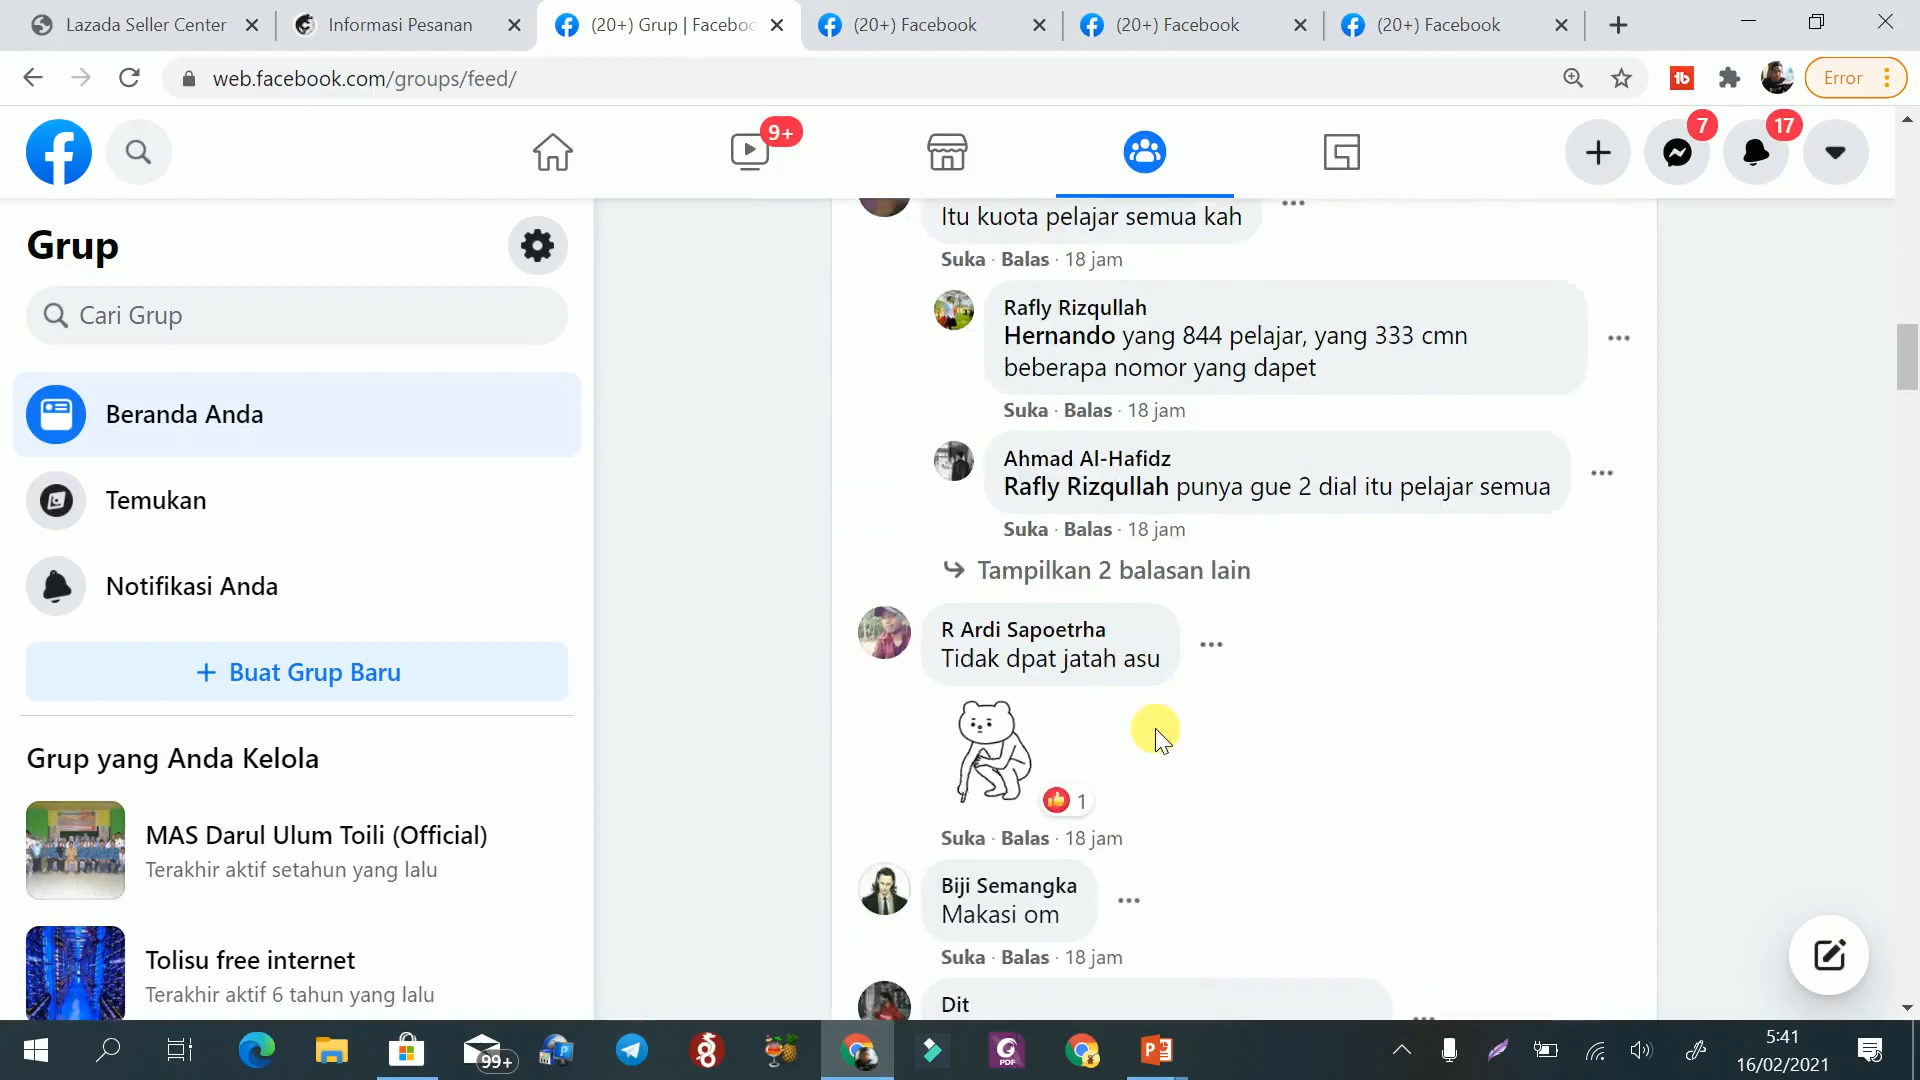 Lazada Seller Center
Informasi Pesanan
(20+) Grup | Faceboo
(20+) Facebook
(20+) Facebook
(20+) Facebook
web.facebook.com/groups/feed/
Error
9+
7
17
Grup
Cari Grup
Beranda Anda
Temukan
Notifikasi Anda
+ Buat Grup Baru
Grup yang Anda Kelola
MAS Darul Ulum Toili (Official)
Terakhir aktif setahun yang lalu
Tolisu free internet
Terakhir aktif 6 tahun yang lalu
Itu kuota pelajar semua kah
Suka · Balas · 18 jam
Rafly Rizqullah
Hernando yang 844 pelajar, yang 333 cmn
beberapa nomor yang dapet
Suka · Balas · 18 jam
Ahmad Al-Hafidz
Rafly Rizqullah punya gue 2 dial itu pelajar semua
Suka · Balas · 18 jam
Tampilkan 2 balasan lain
R Ardi Sapoetrha
Tidak dpat jatah asu
1
Suka · Balas · 18 jam
Biji Semangka
Makasi om
Suka · Balas · 18 jam
Dit
99+
PDF
5:41
16/02/2021